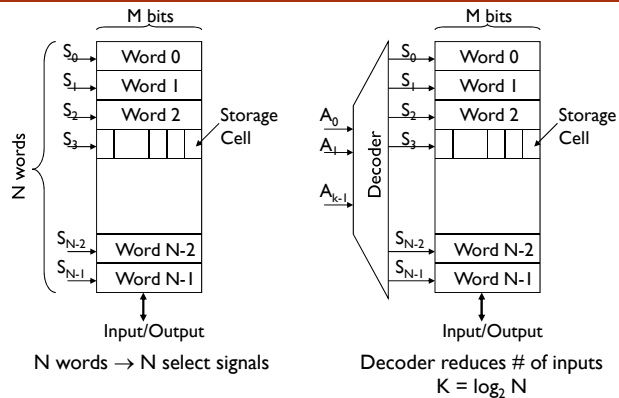 M bits
S0
Word 0
S1
Word 1
S2
Word 2
S3
Storage
Cell
N words
SN-2
Word N-2
SN-1
Word N-1
Input/Output
N words → N select signals
M bits
S0
Word 0
S1
Word 1
S2
Word 2
A0
S3
Storage
Cell
A1
Decoder
Ak-1
SN-2
Word N-2
SN-1
Word N-1
Input/Output
Decoder reduces # of inputs
K = log2 N